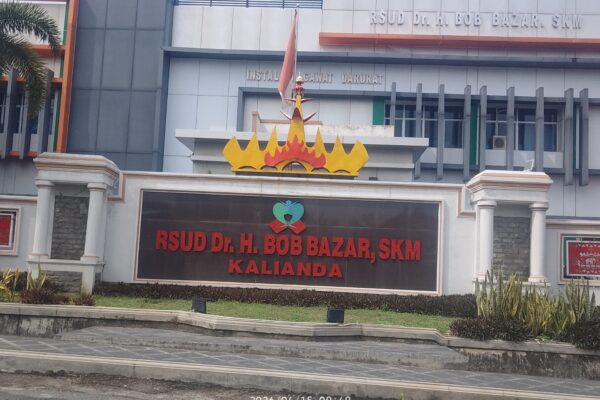 RSUD Dr. H. BOB BAZAR. SKM
INSTALASI GAWAT DARURAT
RSUD Dr. H. BOB BAZAR, SKM
KALIANDA